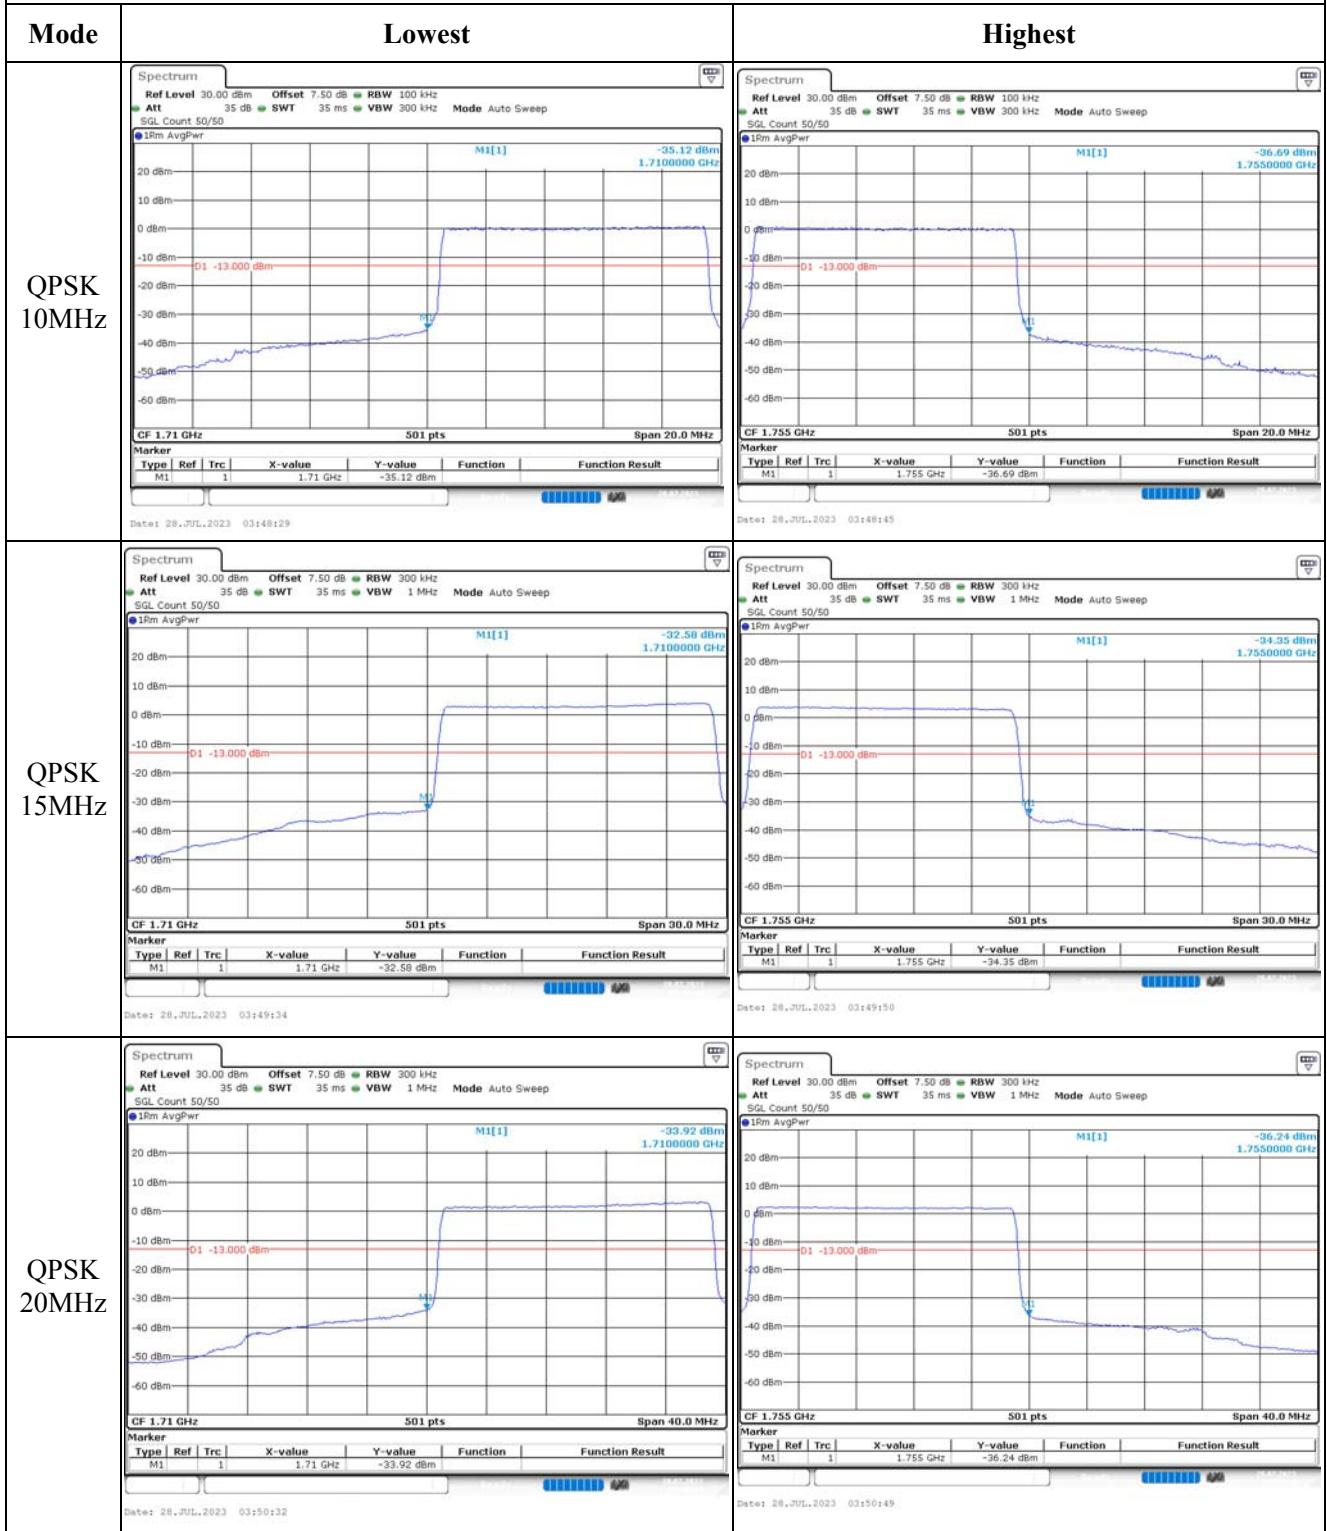 Mode Lowest Highest
QPSK
10MHz
Spectrum
Ref Level 30.00 dBm Offset 7.50 dB RBW 100 kHz
Att 35 dB SWT 35 ms VBW 300 kHz Mode Auto Sweep
SGL Count 50/50
1Rm AvgPwr
M1[1] -35.12 dBm
1.7100000 GHz
20 dBm
10 dBm
0 dBm
-10 dBm
D1 -13.000 dBm
-20 dBm
-30 dBm
M1
-40 dBm
-50 dBm
-60 dBm
CF 1.71 GHz 501 pts Span 20.0 MHz
Marker
Type Ref Trc X-value Y-value Function Function Result
M1 1 1.71 GHz -35.12 dBm
Date: 28.JUL.2023 03:48:29
Spectrum
Ref Level 30.00 dBm Offset 7.50 dB RBW 100 kHz
Att 35 dB SWT 35 ms VBW 300 kHz Mode Auto Sweep
SGL Count 50/50
1Rm AvgPwr
M1[1] -36.69 dBm
1.7550000 GHz
20 dBm
10 dBm
0 dBm
-10 dBm
D1 -13.000 dBm
-20 dBm
-30 dBm
M1
-40 dBm
-50 dBm
-60 dBm
CF 1.755 GHz 501 pts Span 20.0 MHz
Marker
Type Ref Trc X-value Y-value Function Function Result
M1 1 1.755 GHz -36.69 dBm
Date: 28.JUL.2023 03:48:45
QPSK
15MHz
Spectrum
Ref Level 30.00 dBm Offset 7.50 dB RBW 300 kHz
Att 35 dB SWT 35 ms VBW 1 MHz Mode Auto Sweep
SGL Count 50/50
1Rm AvgPwr
M1[1] -32.58 dBm
1.7100000 GHz
20 dBm
10 dBm
0 dBm
-10 dBm
D1 -13.000 dBm
-20 dBm
-30 dBm
M1
-40 dBm
-50 dBm
-60 dBm
CF 1.71 GHz 501 pts Span 30.0 MHz
Marker
Type Ref Trc X-value Y-value Function Function Result
M1 1 1.71 GHz -32.58 dBm
Date: 28.JUL.2023 03:49:34
Spectrum
Ref Level 30.00 dBm Offset 7.50 dB RBW 300 kHz
Att 35 dB SWT 35 ms VBW 1 MHz Mode Auto Sweep
SGL Count 50/50
1Rm AvgPwr
M1[1] -34.35 dBm
1.7550000 GHz
20 dBm
10 dBm
0 dBm
-10 dBm
D1 -13.000 dBm
-20 dBm
-30 dBm
M1
-40 dBm
-50 dBm
-60 dBm
CF 1.755 GHz 501 pts Span 30.0 MHz
Marker
Type Ref Trc X-value Y-value Function Function Result
M1 1 1.755 GHz -34.35 dBm
Date: 28.JUL.2023 03:49:50
QPSK
20MHz
Spectrum
Ref Level 30.00 dBm Offset 7.50 dB RBW 300 kHz
Att 35 dB SWT 35 ms VBW 1 MHz Mode Auto Sweep
SGL Count 50/50
1Rm AvgPwr
M1[1] -33.92 dBm
1.7100000 GHz
20 dBm
10 dBm
0 dBm
-10 dBm
D1 -13.000 dBm
-20 dBm
-30 dBm
M1
-40 dBm
-50 dBm
-60 dBm
CF 1.71 GHz 501 pts Span 40.0 MHz
Marker
Type Ref Trc X-value Y-value Function Function Result
M1 1 1.71 GHz -33.92 dBm
Date: 28.JUL.2023 03:50:32
Spectrum
Ref Level 30.00 dBm Offset 7.50 dB RBW 300 kHz
Att 35 dB SWT 35 ms VBW 1 MHz Mode Auto Sweep
SGL Count 50/50
1Rm AvgPwr
M1[1] -36.24 dBm
1.7550000 GHz
20 dBm
10 dBm
0 dBm
-10 dBm
D1 -13.000 dBm
-20 dBm
-30 dBm
M1
-40 dBm
-50 dBm
-60 dBm
CF 1.755 GHz 501 pts Span 40.0 MHz
Marker
Type Ref Trc X-value Y-value Function Function Result
M1 1 1.755 GHz -36.24 dBm
Date: 28.JUL.2023 03:50:49